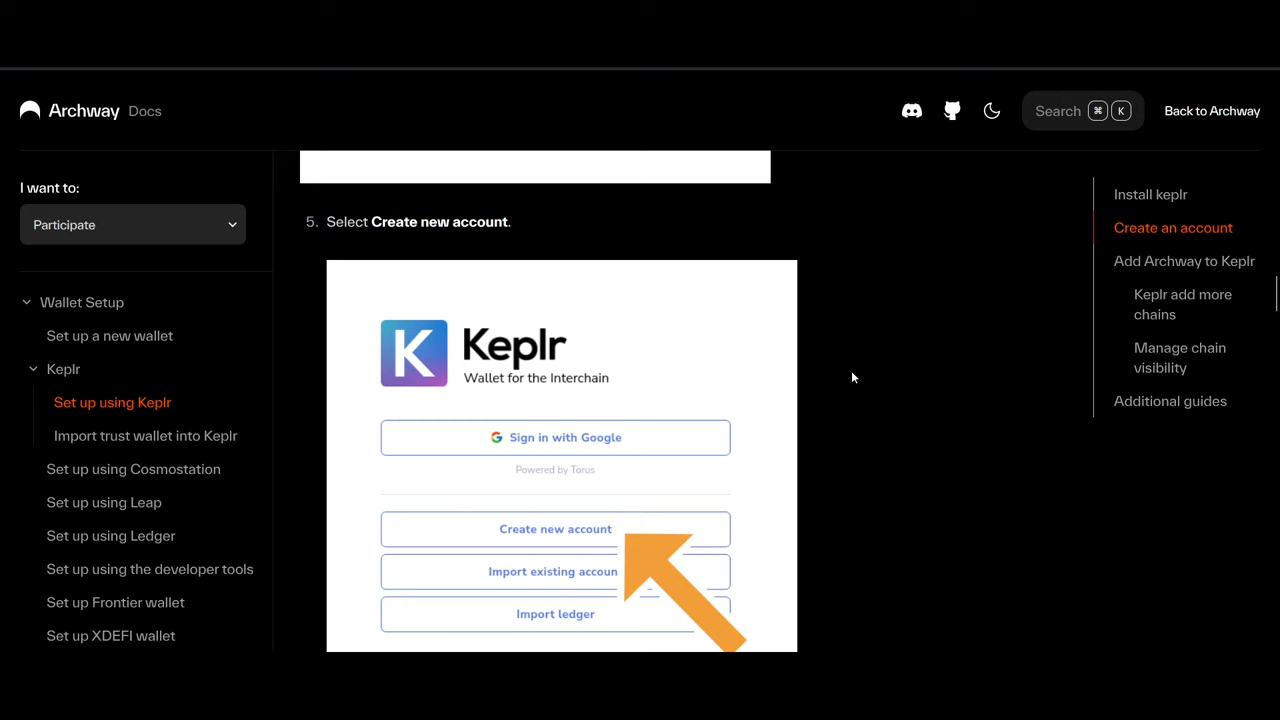 Archway Docs
Search ⌘ K
Back to Archway
I want to:
Participate
Wallet Setup
Set up a new wallet
Keplr
Set up using Keplr
Import trust wallet into Keplr
Set up using Cosmostation
Set up using Leap
Set up using Ledger
Set up using the developer tools
Set up Frontier wallet
Set up XDEFI wallet
5. Select Create new account.
K Keplr
Wallet for the Interchain
G Sign in with Google
Powered by Torus
Create new account
Import existing accoun
Import ledger
Install keplr
Create an account
Add Archway to Keplr
Keplr add more
chains
Manage chain
visibility
Additional guides